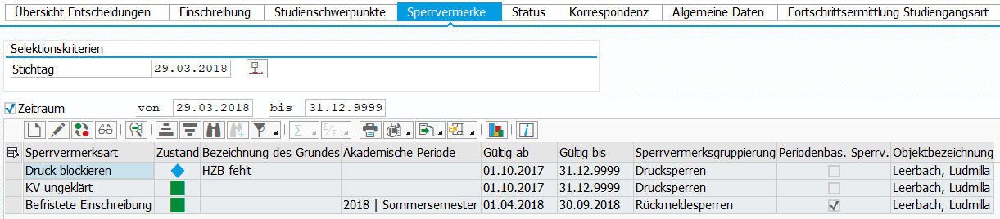 Übersicht Entscheidungen Einschreibung Studienschwerpunkte Sperrvermerke Status Korrespondenz Allgemeine Daten Fortschrittsermittlung Studiengangsart
Selektionskriterien
Stichtag 29.03.2018
Zeitraum von 29.03.2018 bis 31.12.9999
Sperrvermerksart Zustand Bezeichnung des Grundes Akademische Periode Gültig ab Gültig bis Sperrvermerksgruppierung Periodenbas. Sperrv. Objektbezeichnung
Druck blockieren HZB fehlt 01.10.2017 31.12.9999 Drucksperren Leerbach, Ludmilla
KV ungeklärt 01.10.2017 31.12.9999 Drucksperren Leerbach, Ludmilla
Befristete Einschreibung 2018 | Sommersemester 01.04.2018 30.09.2018 Rückmeldesperren Leerbach, Ludmilla